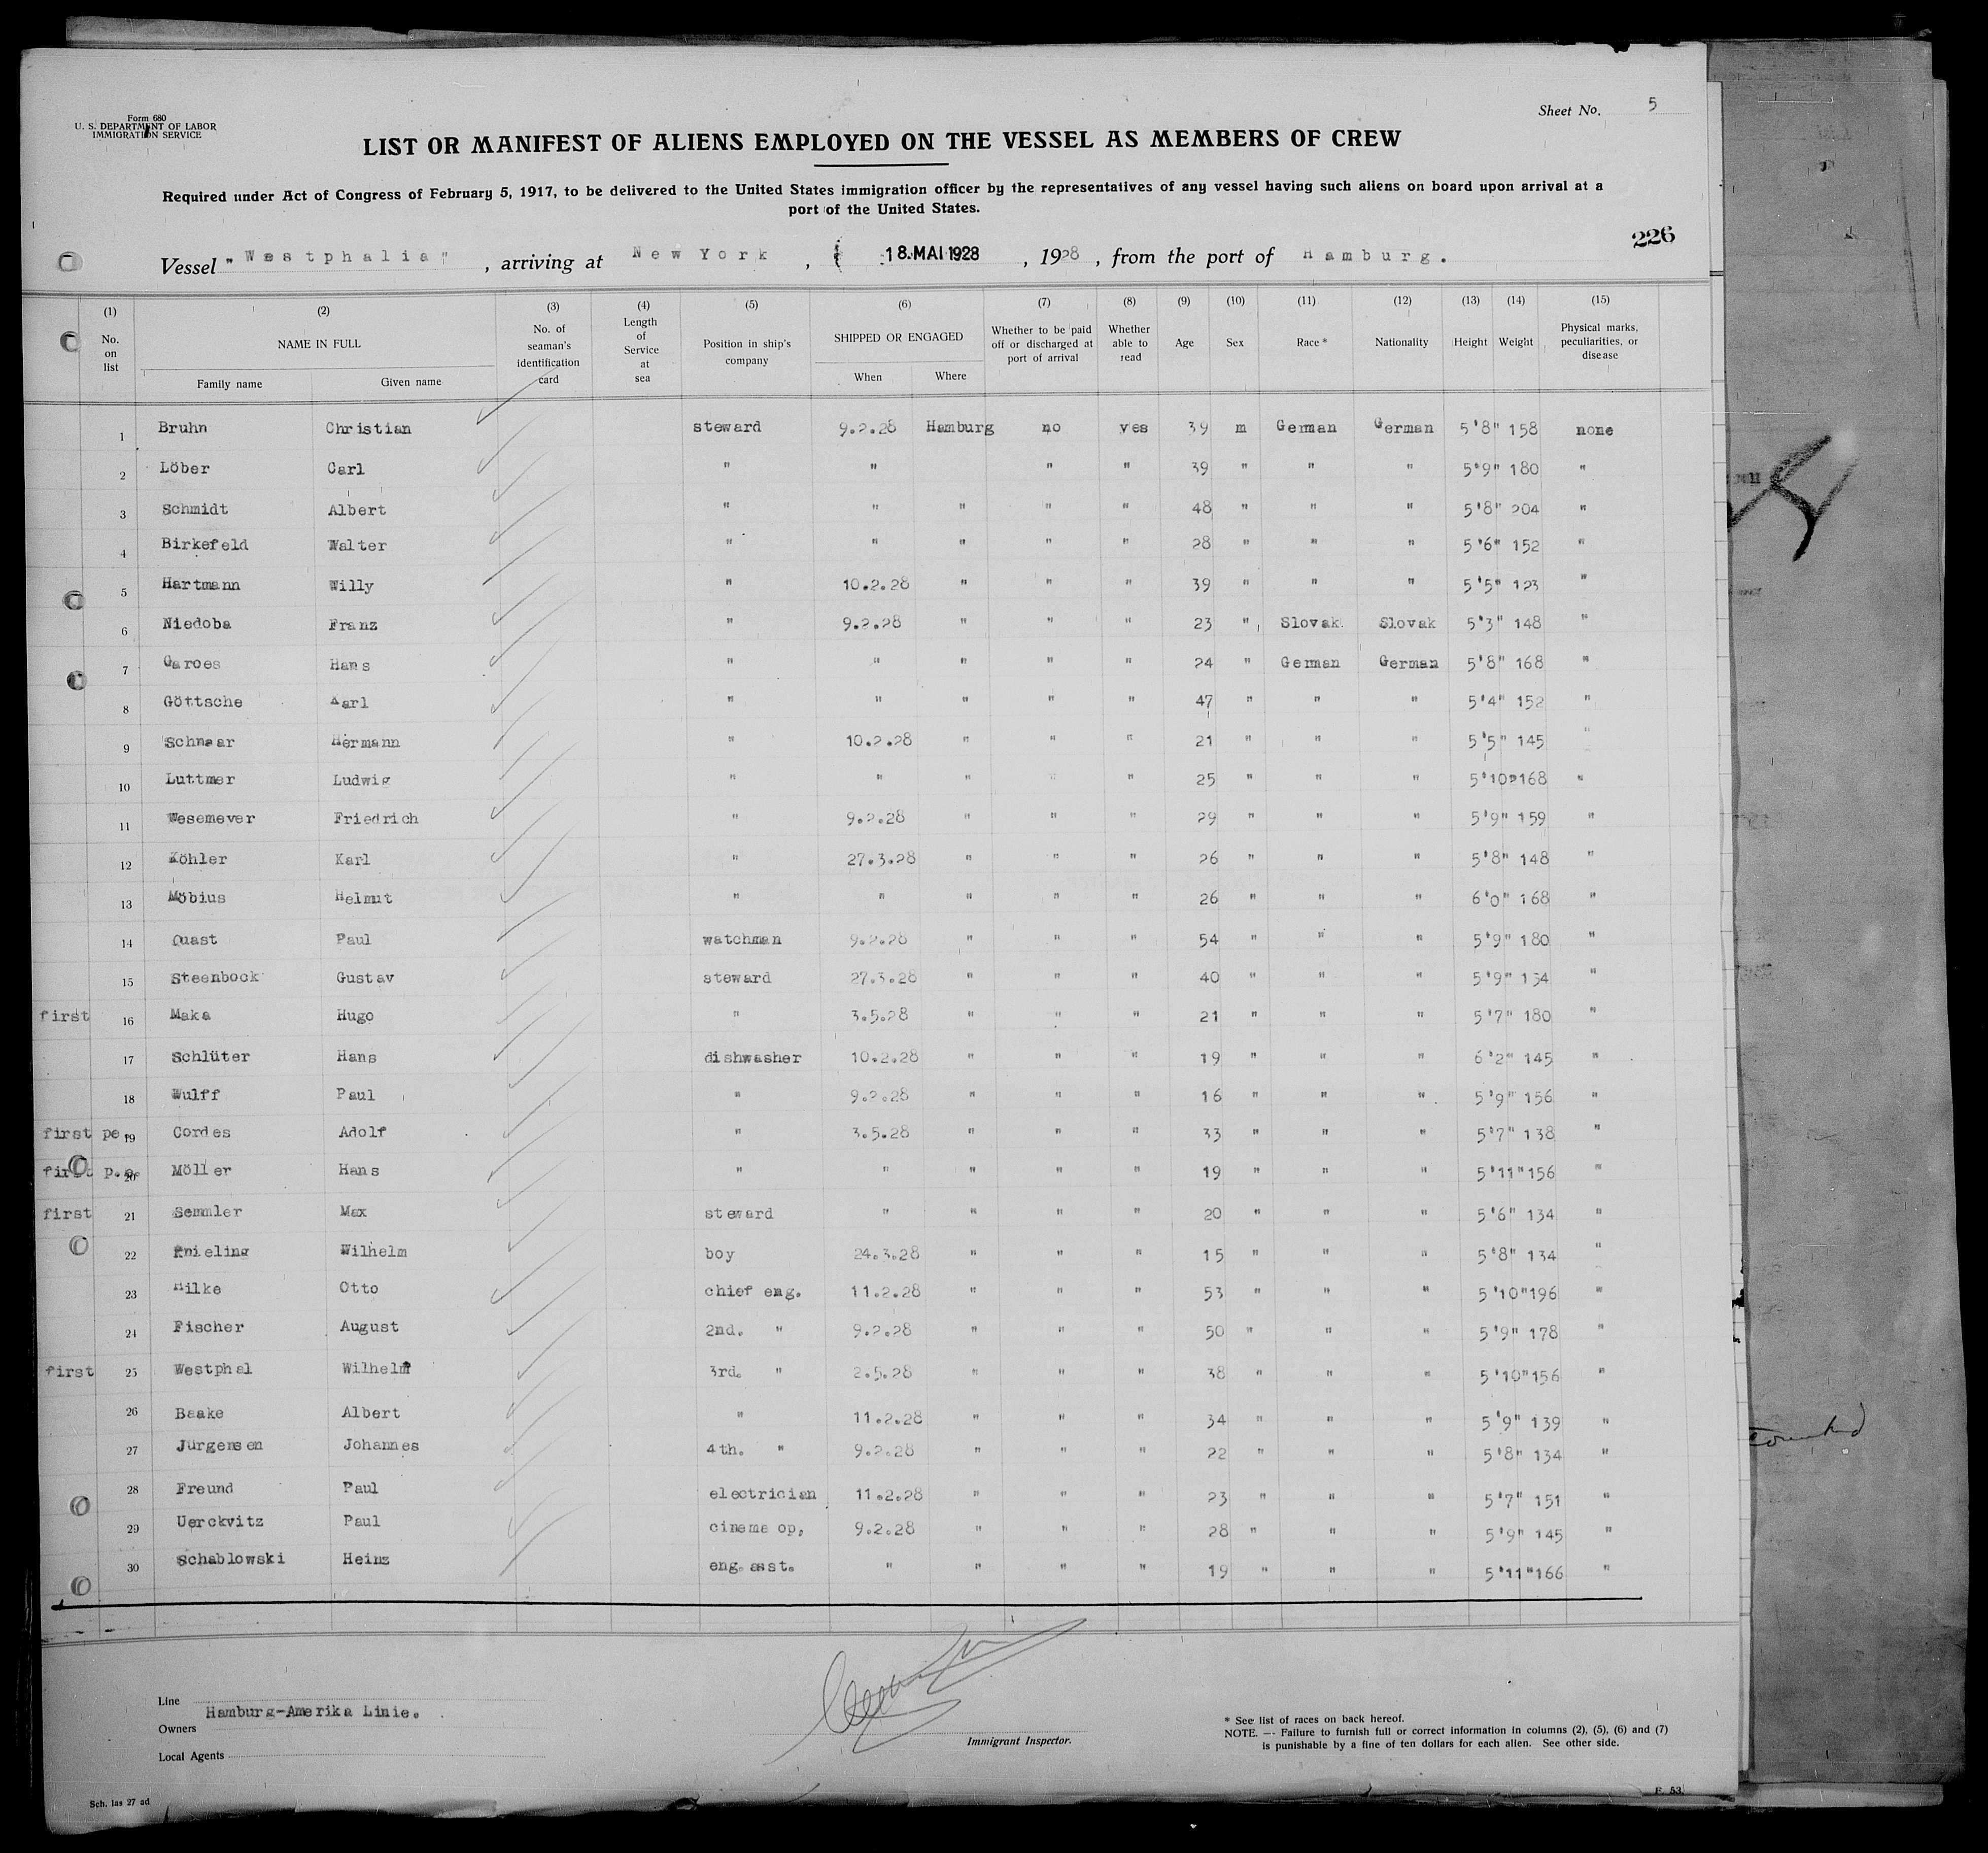 Form 680
U. S. DEPARTMENT OF LABOR
IMMIGRATION SERVICE
Sheet No. 5
LIST OR MANIFEST OF ALIENS EMPLOYED ON THE VESSEL AS MEMBERS OF CREW
Required under Act of Congress of February 5, 1917, to be delivered to the United States immigration officer by the representatives of any vessel having such aliens on board upon arrival at a
port of the United States.
226
Vessel "Westphalia", arriving at New York, 18. MAI 1928, 1928, from the port of Hamburg.
(1) (2) (3) (4) (5) (6) (7) (8) (9) (10) (11) (12) (13) (14) (15)
No. on list NAME IN FULL Family name Given name No. of seaman's identification card Length of Service at sea Position in ship's company SHIPPED OR ENGAGED When Where Whether to be paid off or discharged at port of arrival Whether able to read Age Sex Race * Nationality Height Weight Physical marks, peculiarities, or disease
1 Bruhn Christian steward 9.2.28 Hamburg no yes 39 m German German 5'8" 158 none
2 Löber Carl " " " " 39 " " " 5'9" 180 "
3 Schmidt Albert " " " " " 48 " " " 5'8" 204 "
4 Birkefeld Walter " " " " " 28 " " " 5'6" 152 "
5 Hartmann Willy " 10.2.28 " " " 39 " " " 5'5" 123 "
6 Niedoba Franz " 9.2.28 " " " 23 " Slovak Slovak 5'3" 148 "
7 Garoes Hans " " " " " 24 " German German 5'8" 168 "
8 Göttsche Karl " " " " " 47 " " " 5'4" 152 "
9 Schnaar Hermann " 10.2.28 " " " 21 " " " 5'5" 145 "
10 Luttmer Ludwig " " " " " 25 " " " 5'10" 168 "
11 Wesemeyer Friedrich " 9.2.28 " " " 29 " " " 5'9" 159 "
12 Köhler Karl " 27.3.28 " " " 26 " " " 5'8" 148 "
13 Möbius Helmut " " " " " 26 " " " 6'0" 168 "
14 Quast Paul watchman 9.2.28 " " " 54 " " " 5'9" 180 "
15 Steenbock Gustav steward 27.3.28 " " " 40 " " " 5'9" 154 "
first 16 Maka Hugo " 3.5.28 " " " 21 " " " 5'7" 180 "
17 Schlüter Hans dishwasher 10.2.28 " " " 19 " " " 6'2" 145 "
18 Wulff Paul " 9.2.28 " " " 16 " " " 5'9" 156 "
first pe. 19 Cordes Adolf " 3.5.28 " " " 33 " " " 5'7" 138 "
first p.e. 20 Möller Hans " " " " " 19 " " " 5'11" 156 "
first 21 Semmler Max steward " " " " 20 " " " 5'6" 134 "
22 Knieling Wilhelm boy 24.3.28 " " " 15 " " " 5'8" 134 "
23 Hilke Otto chief eng. 11.2.28 " " " 53 " " " 5'10" 196 "
24 Fischer August 2nd. " 9.2.28 " " " 50 " " " 5'9" 178 "
first 25 Westphal Wilhelm 3rd. " 2.5.28 " " " 38 " " " 5'10" 156 "
26 Baake Albert " 11.2.28 " " " 34 " " " 5'9" 139 "
27 Jürgensen Johannes 4th. " 9.2.28 " " " 22 " " " 5'8" 134 "
28 Freund Paul electrician 11.2.28 " " " 23 " " " 5'7" 151 "
29 Uerckvitz Paul cinema op, 9.2.28 " " " 28 " " " 5'9" 145 "
30 Schablowski Heinz eng. asst. " " " " 19 " " " 5'11" 166 "
Line
Hamburg-Amerika Linie.
Owners
Local Agents
Immigrant Inspector.
* See list of races on back hereof.
NOTE. — Failure to furnish full or correct information in columns (2), (5), (6) and (7)
is punishable by a fine of ten dollars for each alien. See other side.
Sch. las 27 ad
F. 53